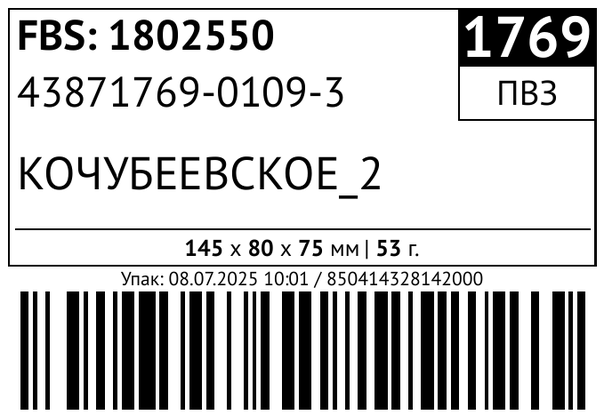 FBS: 1802550
1769
43871769-0109-3
ПВЗ
КОЧУБЕЕВСКОЕ_2
145 x 80 x 75 мм | 53 г.
Упак: 08.07.2025 10:01 / 850414328142000